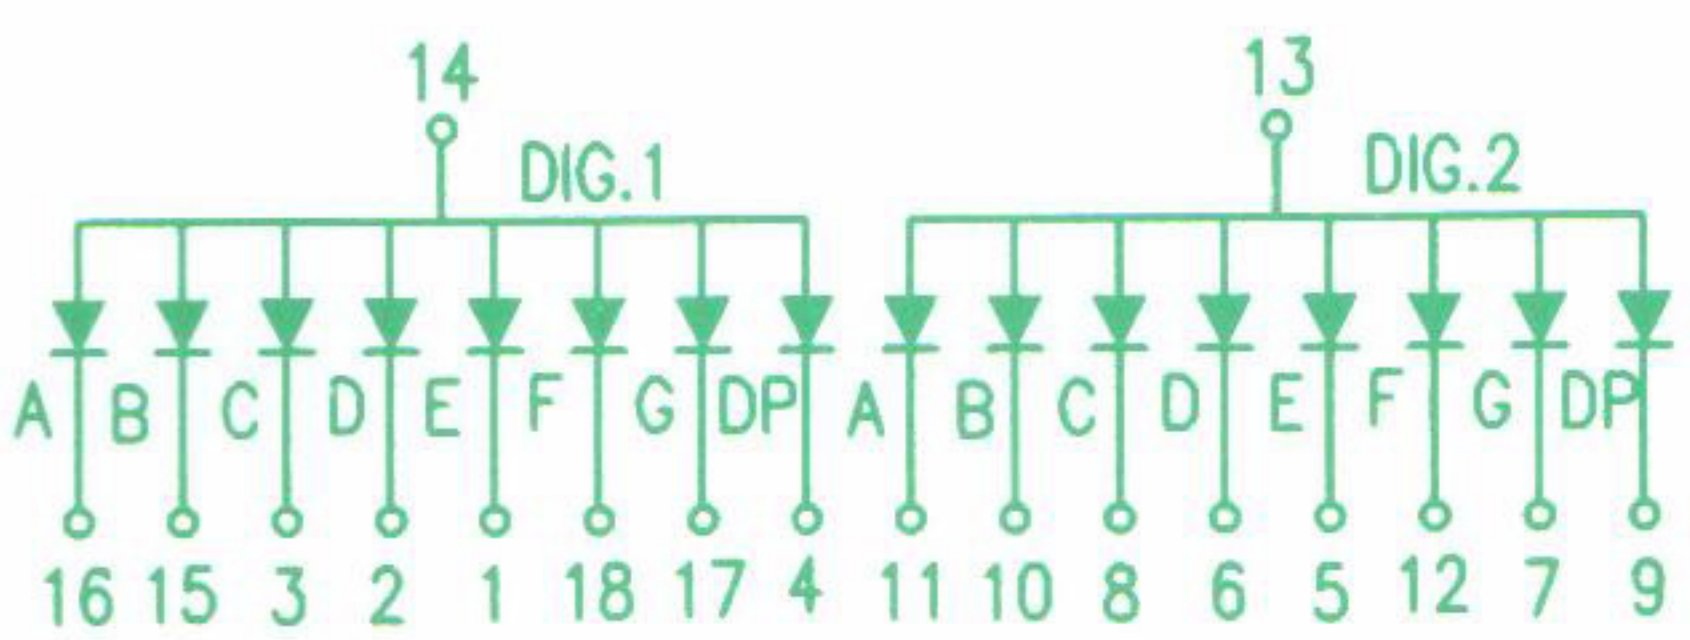 14 13
DIG.1 DIG.2
A B C D E F G DP A B C D E F G DP
16 15 3 2 1 18 17 4 11 10 8 6 5 12 7 9